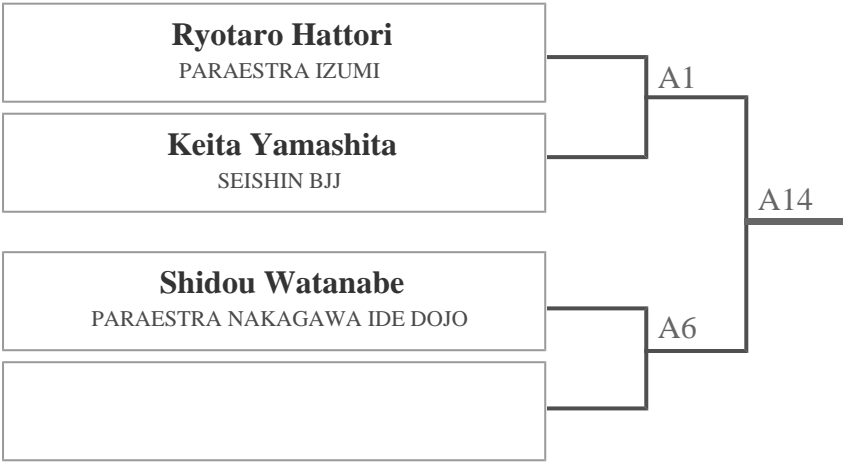 Ryotaro Hattori
PARAESTRA IZUMI
A1
Keita Yamashita
SEISHIN BJJ
A14
Shidou Watanabe
PARAESTRA NAKAGAWA IDE DOJO
A6